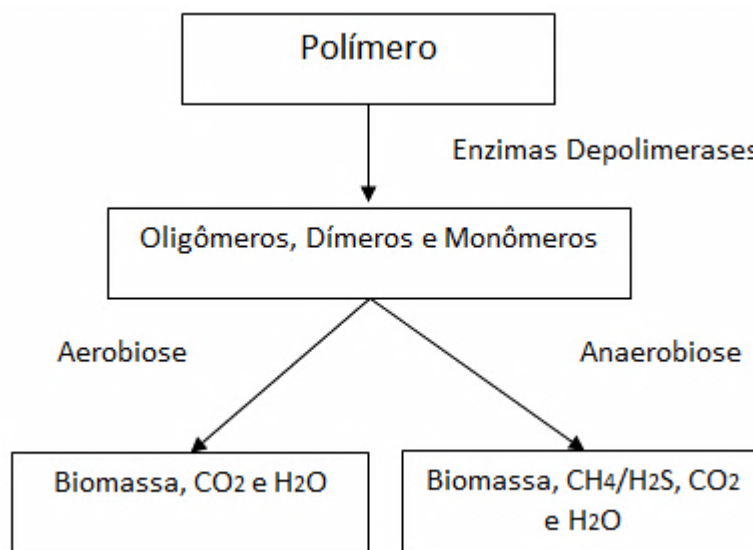 Polímero
Enzimas Depolimerases
Oligômeros, Dímeros e Monômeros
Aerobiose
Anaerobiose
Biomassa, CO2 e H2O
Biomassa, CH4/H2S, CO2
e H2O